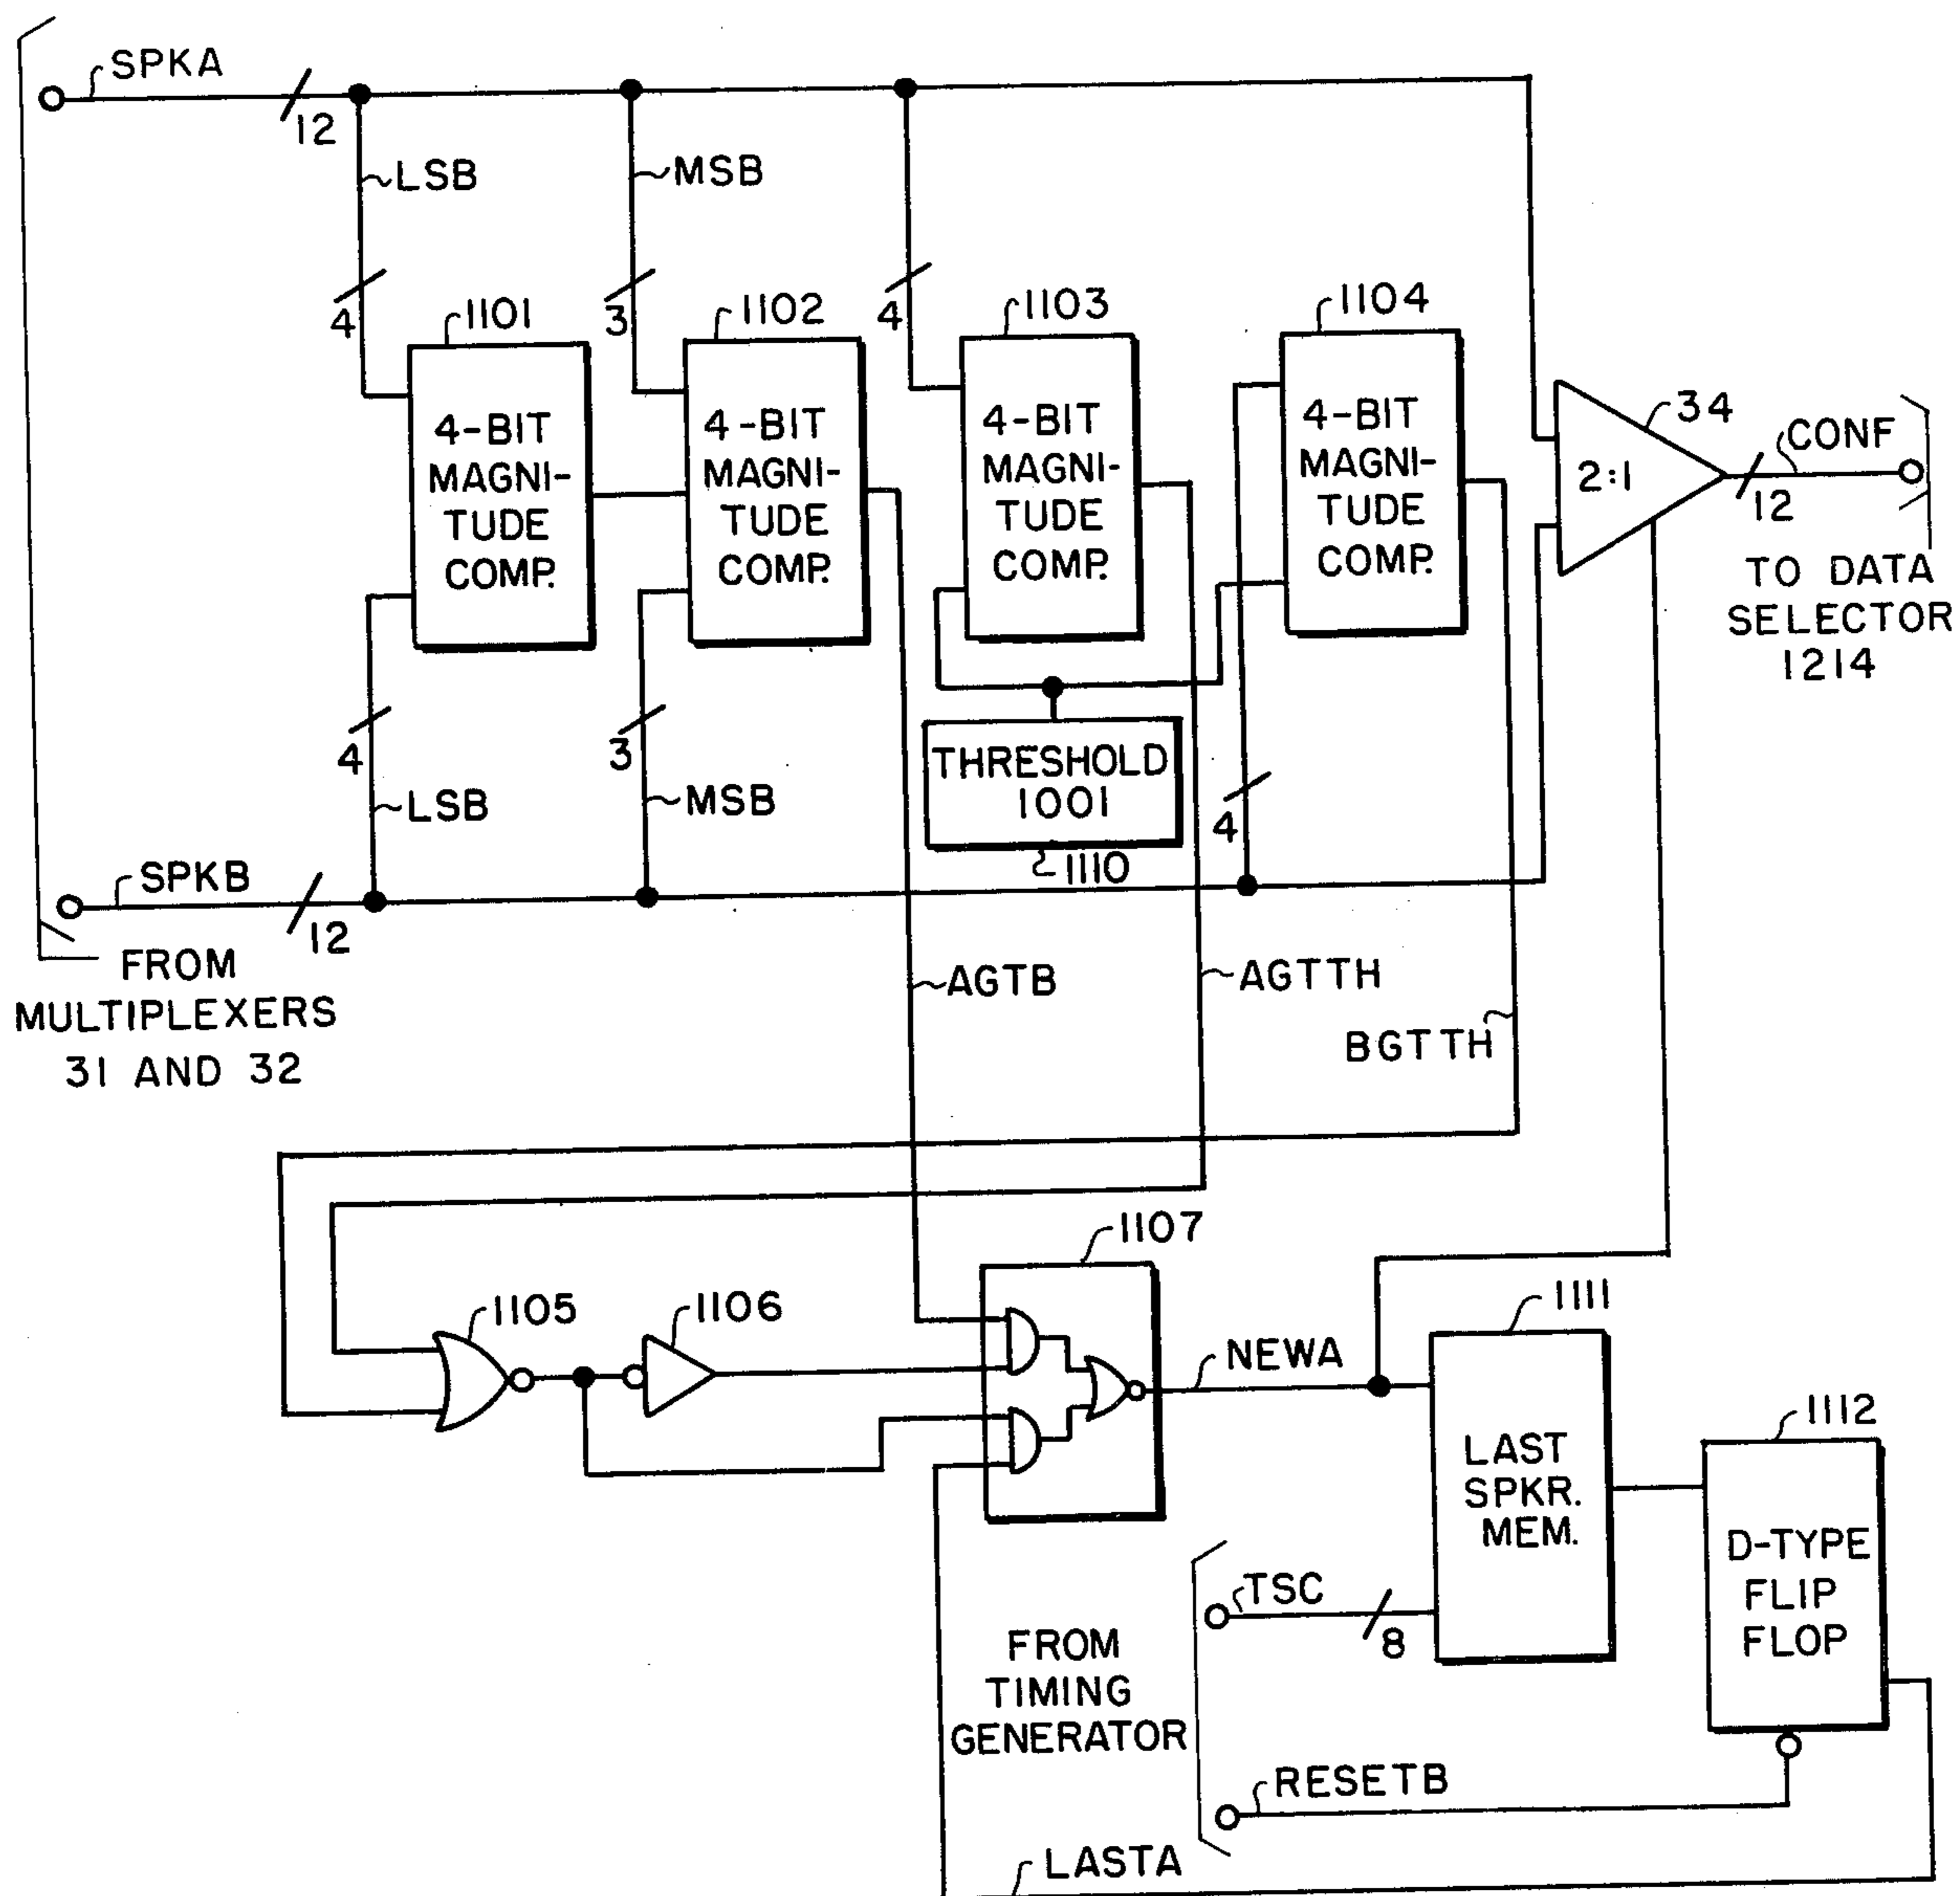 SPKA
12
LSB
MSB
4
3
4
1101
1102
1103
1104
4-BIT
MAGNI-
TUDE
COMP.
4-BIT
MAGNI-
TUDE
COMP.
4-BIT
MAGNI-
TUDE
COMP.
4-BIT
MAGNI-
TUDE
COMP.
34
2:1
CONF
12
TO DATA
SELECTOR
1214
4
LSB
3
MSB
THRESHOLD
1001
1110
4
SPKB
12
FROM
MULTIPLEXERS
31 AND 32
AGTB
AGTTH
BGTTH
1105
1106
1107
NEWA
1111
LAST
SPKR.
MEM.
1112
D-TYPE
FLIP
FLOP
TSC
8
FROM
TIMING
GENERATOR
RESETB
LASTA